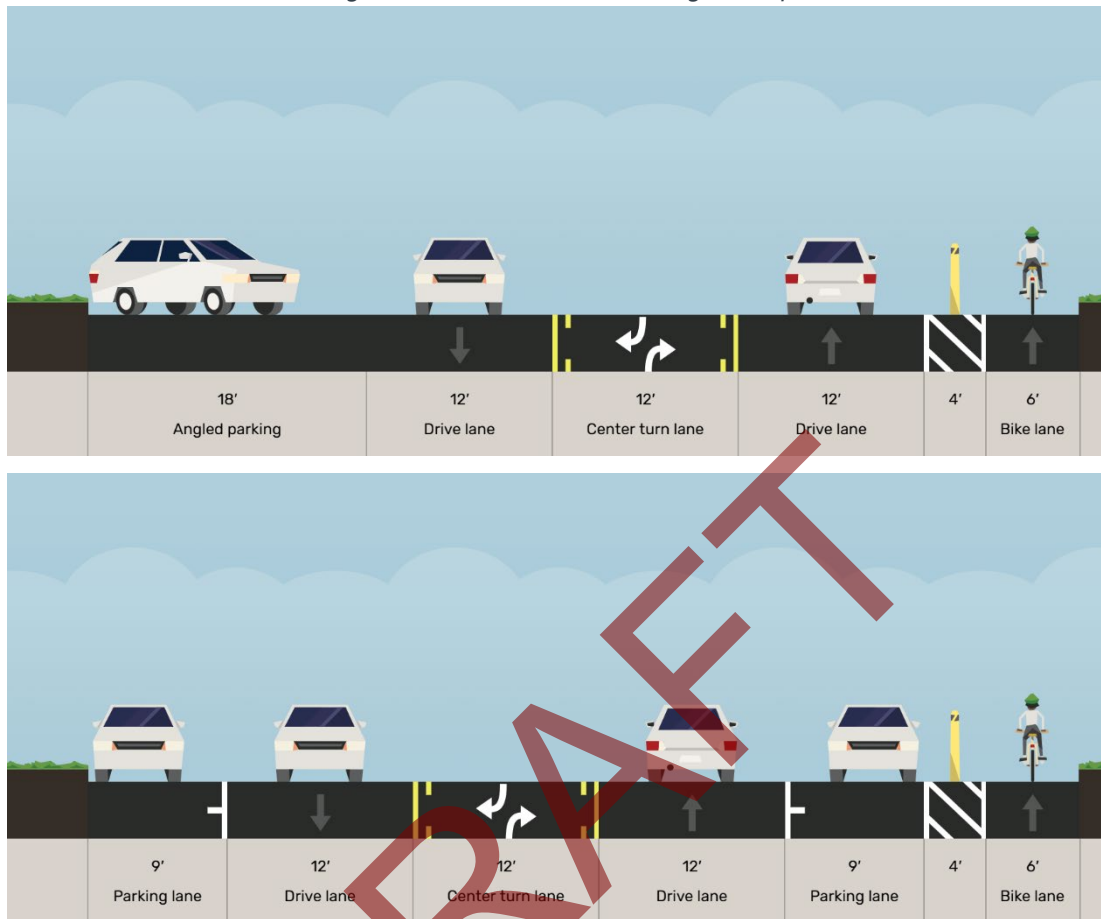 18' 12' 12' 12' 4' 6'
Angled parking Drive lane Center turn lane Drive lane Bike lane
9' 12' 12' 12' 9' 4' 6'
Parking lane Drive lane Center turn lane Drive lane Parking lane Bike lane
RAFT